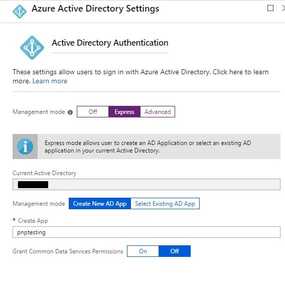 Azure Active Directory Settings
Active Directory Authentication
These settings allow users to sign in with Azure Active Directory. Click here to learn
more. Learn more
Management mode Off Express Advanced
Express mode allows user to create an AD Application or select an existing AD
application in your current Active Directory.
Current Active Directory
Management mode Create New AD App Select Existing AD App
* Create App
pnptesting
Grant Common Data Services Permissions On Off